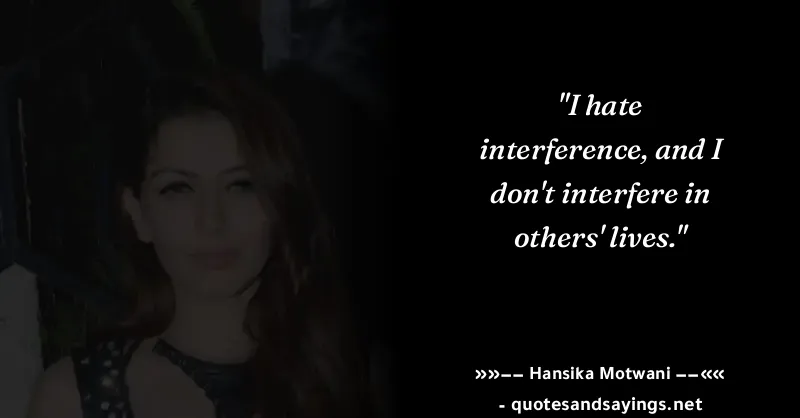 "I hate
interference, and I
don't interfere in
others' lives."
»»–– Hansika Motwani ––««
- quotesandsayings.net